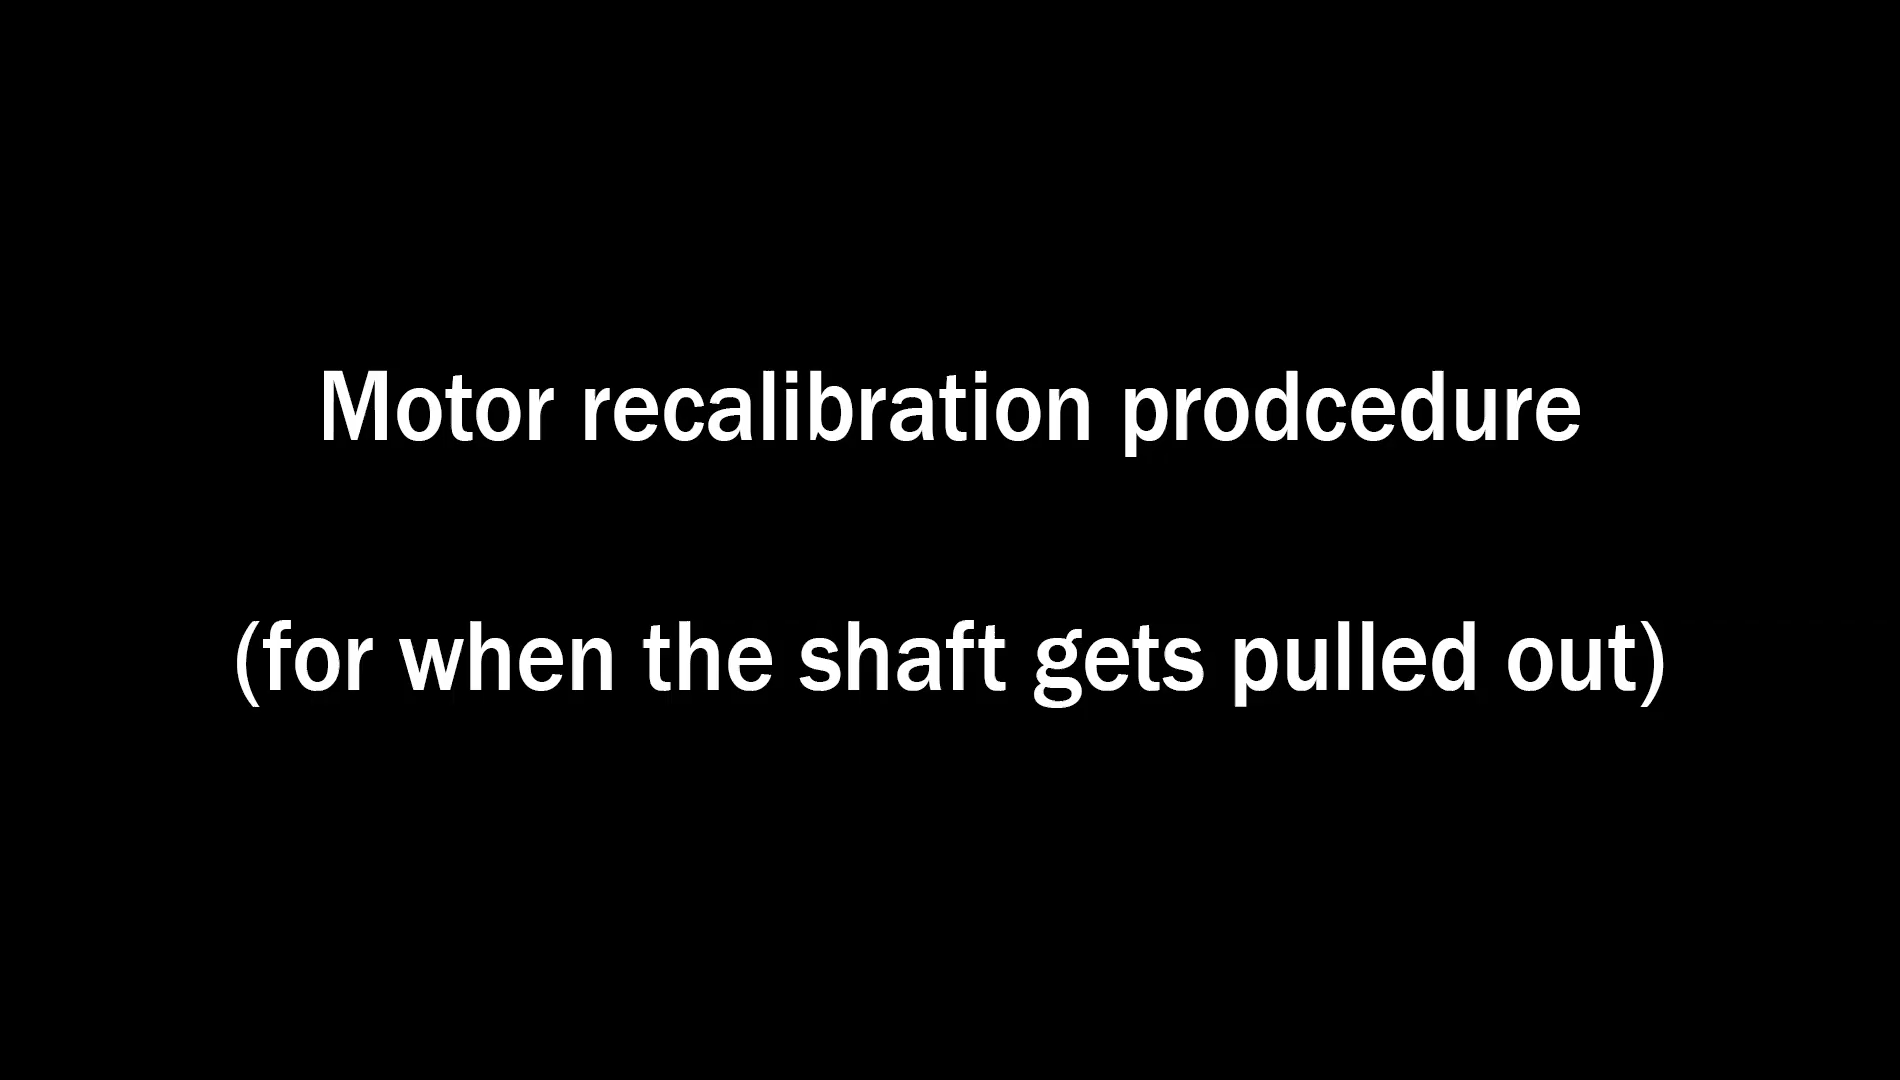 Motor recalibration prodcedure
(for when the shaft gets pulled out)